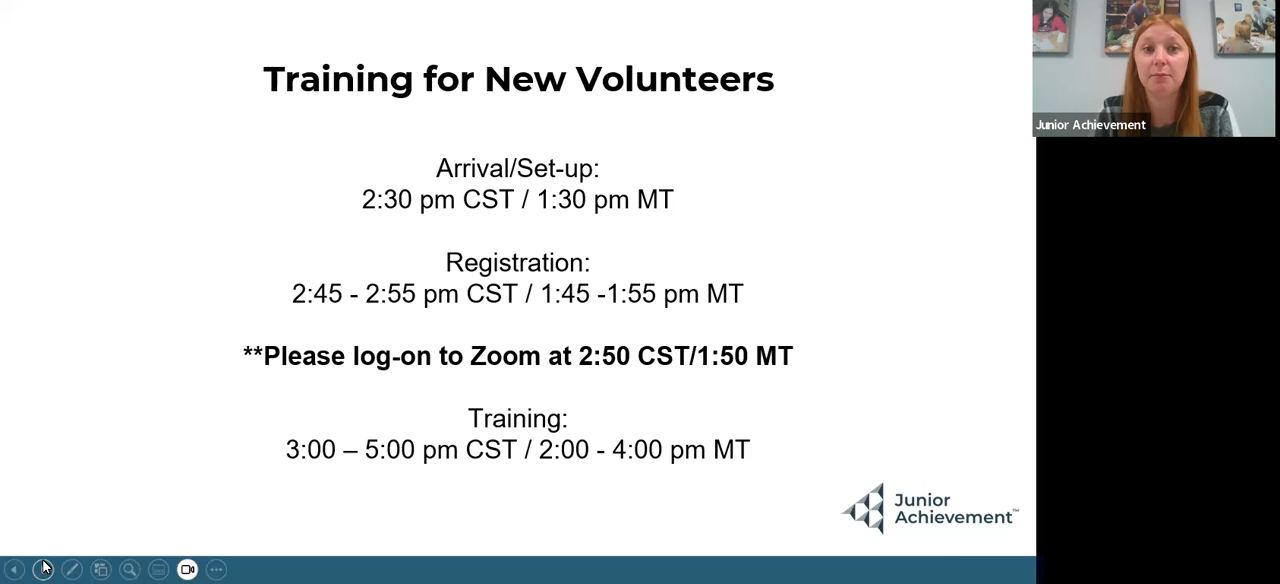 Training for New Volunteers
Arrival/Set-up:
2:30 pm CST / 1:30 pm MT
Registration:
2:45 - 2:55 pm CST / 1:45 -1:55 pm MT
**Please log-on to Zoom at 2:50 CST/1:50 MT
Training:
3:00 – 5:00 pm CST / 2:00 - 4:00 pm MT
Junior
Achievement™
Junior Achievement